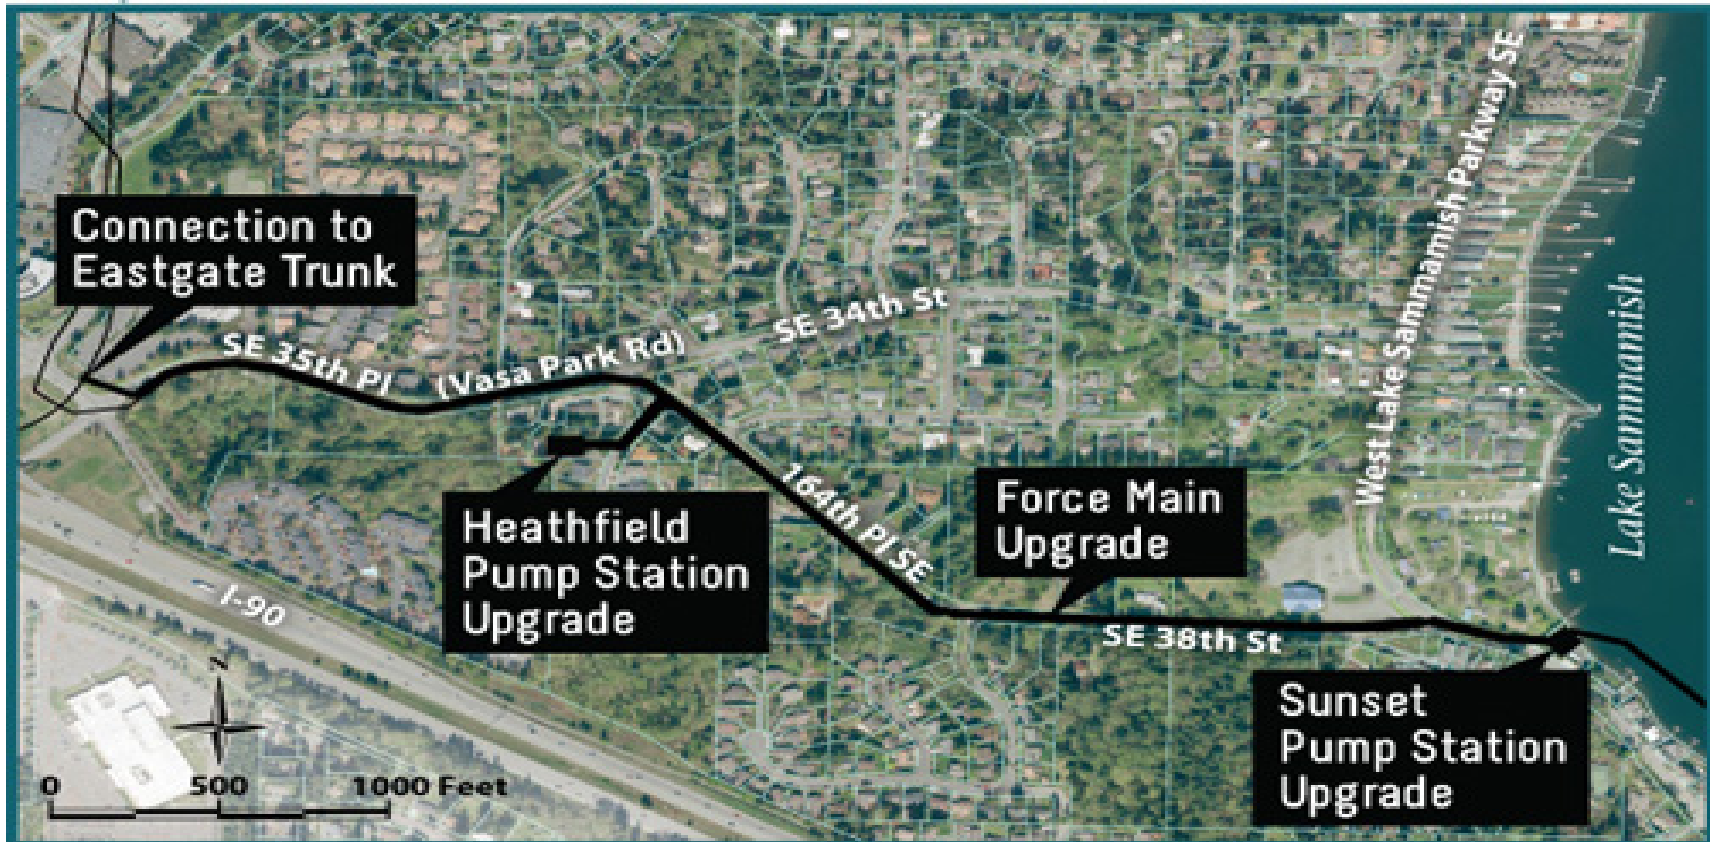 West Lake Sammamish Parkway SE
Connection to
Eastgate Trunk
SE 35th Pl
(Vasa Park Rd)
SE 34th St
Lake Sammamish
Heathfield
Pump Station
Upgrade
164th Pl SE
Force Main
Upgrade
I-90
SE 38th St
N
Sunset
Pump Station
Upgrade
0 500 1000 Feet